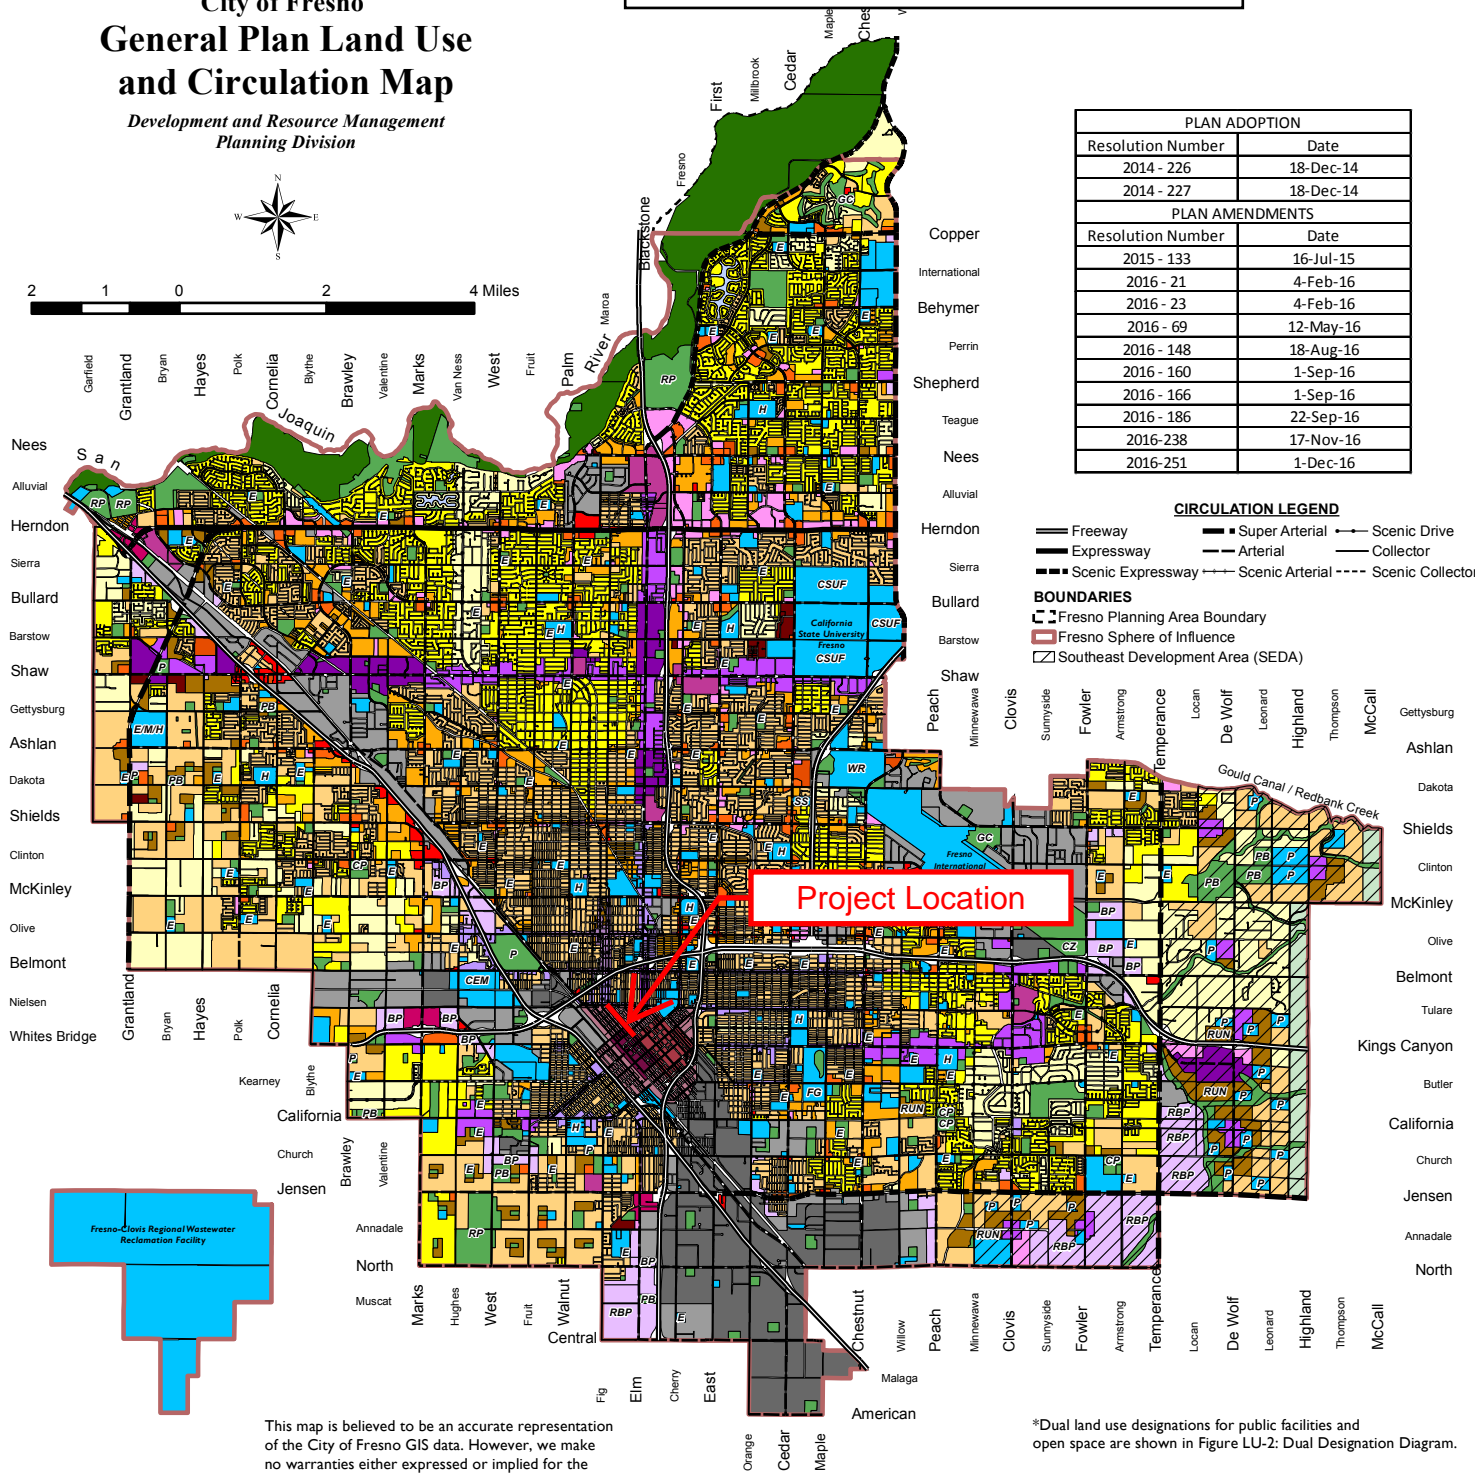 City of Fresno
General Plan Land Use
and Circulation Map
Development and Resource Management
Planning Division
N
W E
S
2 1 0 2 4 Miles
PLAN ADOPTION
Resolution Number Date
2014 - 226 18-Dec-14
2014 - 227 18-Dec-14
PLAN AMENDMENTS
Resolution Number Date
2015 - 133 16-Jul-15
2016 - 21 4-Feb-16
2016 - 23 4-Feb-16
2016 - 69 12-May-16
2016 - 148 18-Aug-16
2016 - 160 1-Sep-16
2016 - 166 1-Sep-16
2016 - 186 22-Sep-16
2016-238 17-Nov-16
2016-251 1-Dec-16
CIRCULATION LEGEND
Freeway Super Arterial Scenic Drive
Expressway Arterial Collector
Scenic Expressway Scenic Arterial Scenic Collector
BOUNDARIES
Fresno Planning Area Boundary
Fresno Sphere of Influence
Southeast Development Area (SEDA)
Blackstone
Fresno
First
Millbrook
Cedar
Maple
Copper
International
Behymer
Perrin
Shepherd
Teague
Nees
Alluvial
Herndon
Sierra
Bullard
Barstow
Shaw
Garfield
Grantland
Bryan
Hayes
Polk
Cornelia
Blythe
Brawley
Valentine
Marks
Van Ness
West
Fruit
Palm
Maroa
San
Joaquin
River
Nees
Alluvial
Herndon
Sierra
Bullard
Barstow
Shaw
Gettysburg
Ashlan
Dakota
Shields
Clinton
McKinley
Olive
Belmont
Nielsen
Whites Bridge
Grantland
Bryan
Hayes
Polk
Cornelia
Kearney
Blythe
California
Church
Brawley
Valentine
Jensen
Annadale
North
Muscat
Marks
Hughes
West
Fruit
Walnut
Central
Fig
Elm
Cherry
East
Orange
Cedar
Maple
American
Malaga
Chestnut
Willow
Peach
Minnewawa
Clovis
Sunnyside
Fowler
Armstrong
Temperance
Locan
De Wolf
Leonard
Highland
Thompson
McCall
Peach
Minnewawa
Clovis
Sunnyside
Fowler
Armstrong
Temperance
Locan
De Wolf
Leonard
Highland
Thompson
McCall
Gettysburg
Ashlan
Dakota
Shields
Clinton
McKinley
Olive
Belmont
Tulare
Kings Canyon
Butler
California
Church
Jensen
Annadale
North
Gould Canal / Redbank Creek
CSUF
California
State University
Fresno
CSUF
CSUF
Fresno
International
Project Location
Fresno-Clovis Regional Wastewater
Reclamation Facility
GC
RP
RP RP
E/M/H
WR
SS
GC
CZ
CEM
FG
RUN
RBP
This map is believed to be an accurate representation
of the City of Fresno GIS data. However, we make
no warranties either expressed or implied for the
*Dual land use designations for public facilities and
open space are shown in Figure LU-2: Dual Designation Diagram.